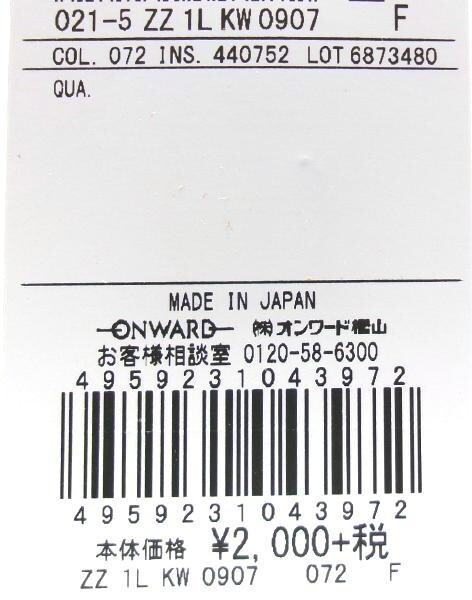 021-5 ZZ 1L KW 0907 F
COL. 072 INS. 440752 LOT 6873480
QUA.
MADE IN JAPAN
ONWARD ㈱オンワード樫山
お客様相談室 0120-58-6300
4959231043972
4959231043972
本体価格 ¥2,000+税
ZZ 1L KW 0907 072 F